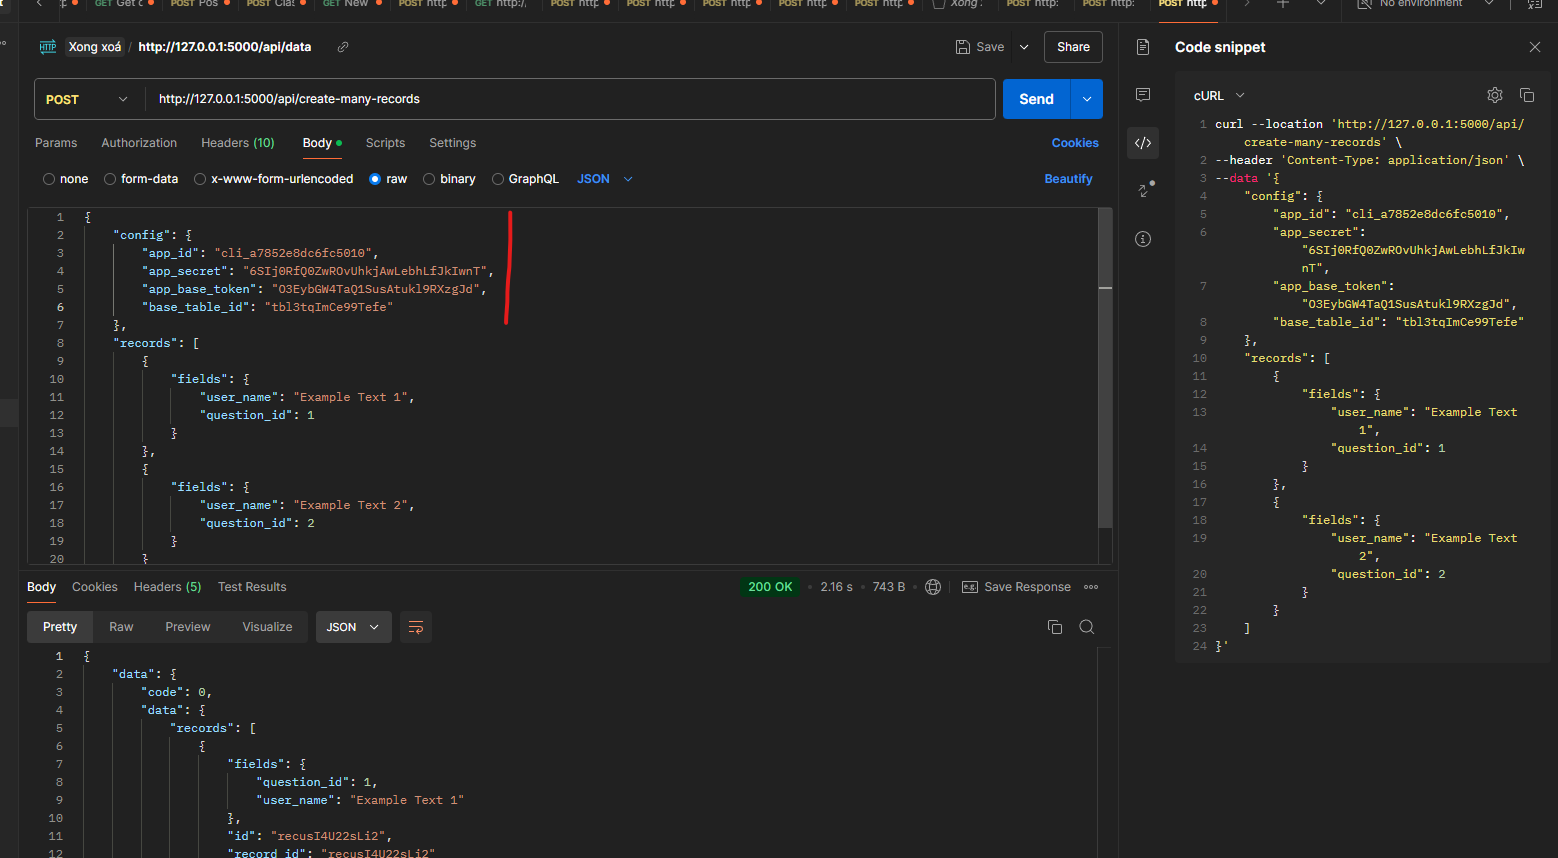 GET Get c
POST Pos
POST Clas
GET New
POST http
GET http:/,
POST http
POST http
POST http
POST http
POST http
Xong :
POST http:
POST http:
POST http
No environment
Xong xoá / http://127.0.0.1:5000/api/data
Save
Share
POST
http://127.0.0.1:5000/api/create-many-records
Send
Params
Authorization
Headers (10)
Body
Scripts
Settings
Cookies
none
form-data
x-www-form-urlencoded
raw
binary
GraphQL
JSON
Beautify
1 {
2 "config": {
3 "app_id": "cli_a7852e8dc6fc5010",
4 "app_secret": "6SIj0RfQ0ZwROvUhkjAwLebhLfJkIwnT",
5 "app_base_token": "O3EybGW4TaQ1SusAtukl9RXzgJd",
6 "base_table_id": "tbl3tqImCe99Tefe"
7 },
8 "records": [
9 {
10 "fields": {
11 "user_name": "Example Text 1",
12 "question_id": 1
13 }
14 },
15 {
16 "fields": {
17 "user_name": "Example Text 2",
18 "question_id": 2
19 }
20 }
Body
Cookies
Headers (5)
Test Results
200 OK
2.16 s
743 B
e.g.
Save Response
Pretty
Raw
Preview
Visualize
JSON
1 {
2 "data": {
3 "code": 0,
4 "data": {
5 "records": [
6 {
7 "fields": {
8 "question_id": 1,
9 "user_name": "Example Text 1"
10 },
11 "id": "recusI4U22sLi2",
12 "record_id": "recusI4U22sLi2"
Code snippet
cURL
1 curl --location 'http://127.0.0.1:5000/api/
create-many-records' \
2 --header 'Content-Type: application/json' \
3 --data '{
4 "config": {
5 "app_id": "cli_a7852e8dc6fc5010",
6 "app_secret":
"6SIj0RfQ0ZwROvUhkjAwLebhLfJkIw
nT",
7 "app_base_token":
"O3EybGW4TaQ1SusAtukl9RXzgJd",
8 "base_table_id": "tbl3tqImCe99Tefe"
9 },
10 "records": [
11 {
12 "fields": {
13 "user_name": "Example Text
1",
14 "question_id": 1
15 }
16 },
17 {
18 "fields": {
19 "user_name": "Example Text
2",
20 "question_id": 2
21 }
22 }
23 ]
24 }'